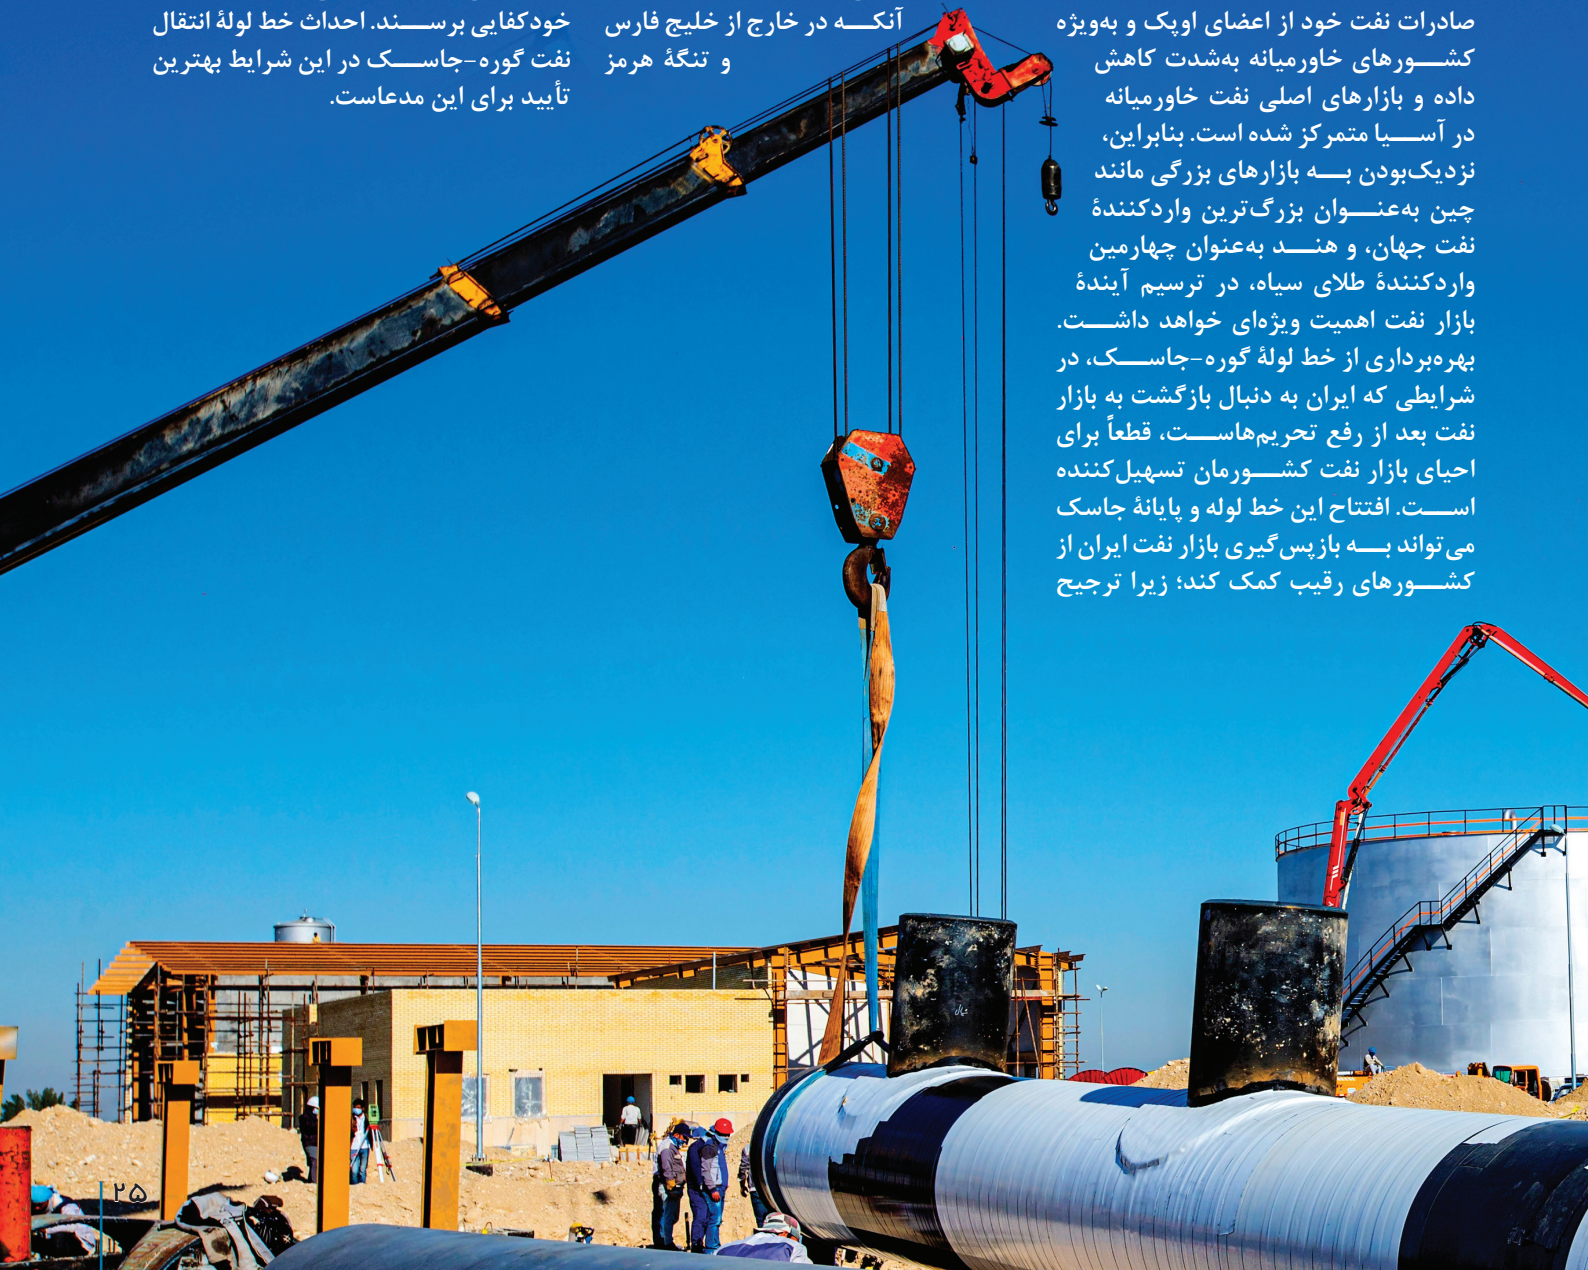 صادرات نفت خود از اعضای اوپک و به‌ویژه
کشورهای خاورمیانه به‌شدت کاهش
داده و بازارهای اصلی نفت خاورمیانه
در آسیا متمرکز شده است. بنابراین،
نزدیک‌بودن به بازارهای بزرگی مانند
چین به‌عنوان بزرگ‌ترین واردکنندهٔ
نفت جهان، و هند به‌عنوان چهارمین
واردکنندهٔ طلای سیاه، در ترسیم آیندهٔ
بازار نفت اهمیت ویژه‌ای خواهد داشت.
بهره‌برداری از خط لولهٔ گوره-جاسک، در
شرایطی که ایران به دنبال بازگشت به بازار
نفت بعد از رفع تحریم‌هاست، قطعاً برای
احیای بازار نفت کشورمان تسهیل‌کننده
است. افتتاح این خط لوله و پایانهٔ جاسک
می‌تواند به بازپس‌گیری بازار نفت ایران از
کشورهای رقیب کمک کند؛ زیرا ترجیح
آنکه در خارج از خلیج فارس
و تنگهٔ هرمز
خودکفایی برسند. احداث خط لولهٔ انتقال
نفت گوره-جاسک در این شرایط بهترین
تأیید برای این مدعاست.
۲۵